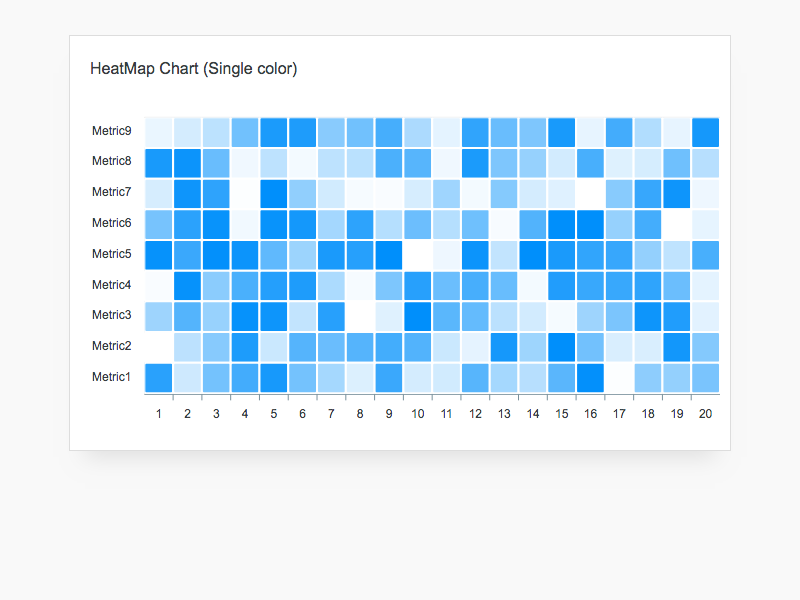 HeatMap Chart (Single color)
Metric9
Metric8
Metric7
Metric6
Metric5
Metric4
Metric3
Metric2
Metric1
1 2 3 4 5 6 7 8 9 10 11 12 13 14 15 16 17 18 19 20